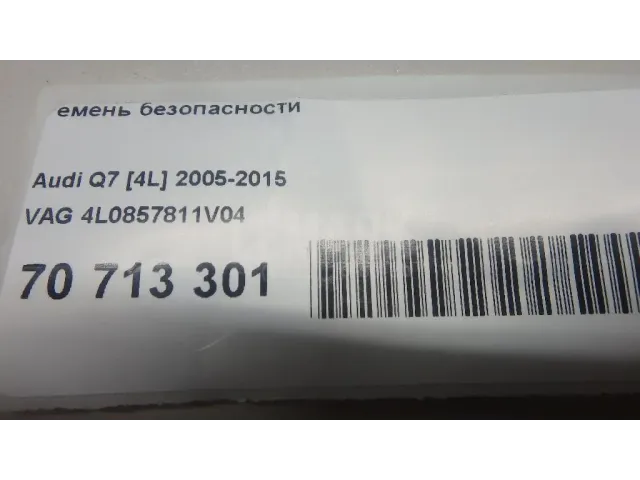 емень безопасности
Audi Q7 [4L] 2005-2015
VAG 4L0857811V04
70 713 301